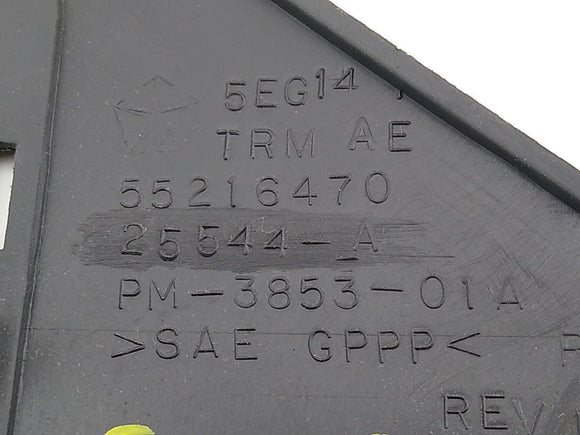 5EG14
TRM AE
55216470
25544-A
PM-3853-01A
>SAE GPPP<
REV